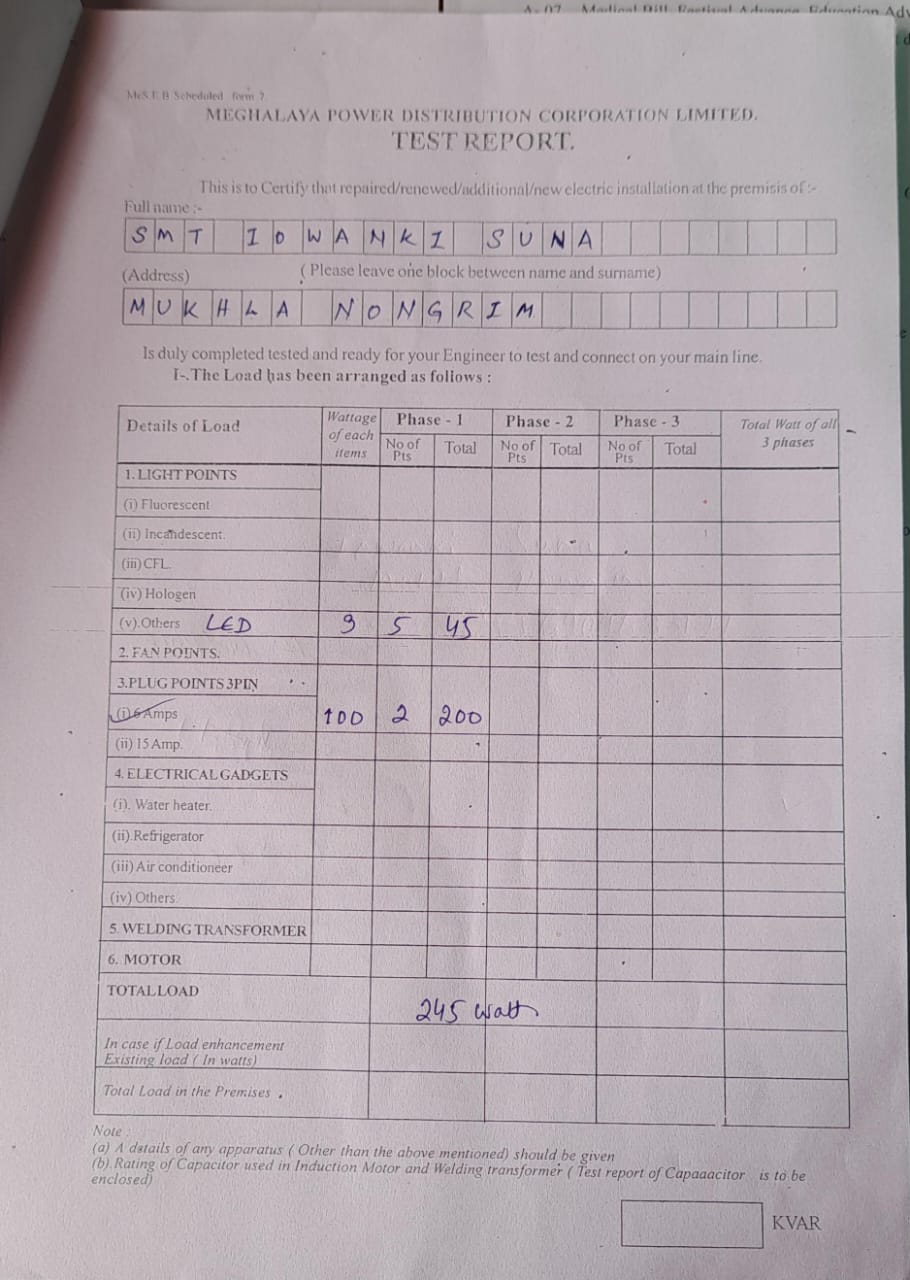 A- 07 Medical Bill Festival Advance Education Adv
MeS.E.B Scheduled form 7
MEGHALAYA POWER DISTRIBUTION CORPORATION LIMITED.
TEST REPORT.
This is to Certify that repaired/renewed/additional/new electric installation at the premisis of :-
Full name :-
SMT IOWANKI SUNA
(Address) ( Please leave one block between name and surname)
MUKHLA NONGRIM
Is duly completed tested and ready for your Engineer to test and connect on your main line.
I-.The Load has been arranged as follows :
Details of Load Wattage of each items Phase - 1 Phase - 2 Phase - 3 Total Watt of all 3 phases
No of Pts Total No of Pts Total No of Pts Total
1. LIGHT POINTS
(i) Fluorescent
(ii) Incandescent.
(iii) CFL.
(iv) Hologen
(v).Others LED 9 5 45
2. FAN POINTS.
3.PLUG POINTS 3PIN
(i) 6 Amps 100 2 200
(ii) 15 Amp.
4. ELECTRICAL GADGETS
(i). Water heater.
(ii).Refrigerator
(iii) Air conditioneer
(iv) Others
5. WELDING TRANSFORMER
6. MOTOR
TOTAL LOAD 245 watt
In case if Load enhancement
Existing load ( In watts)
Total Load in the Premises .
Note :
(a) A details of any apparatus ( Other than the above mentioned) should be given
(b). Rating of Capacitor used in Induction Motor and Welding transformer ( Test report of Capaaacitor is to be
enclosed)
KVAR